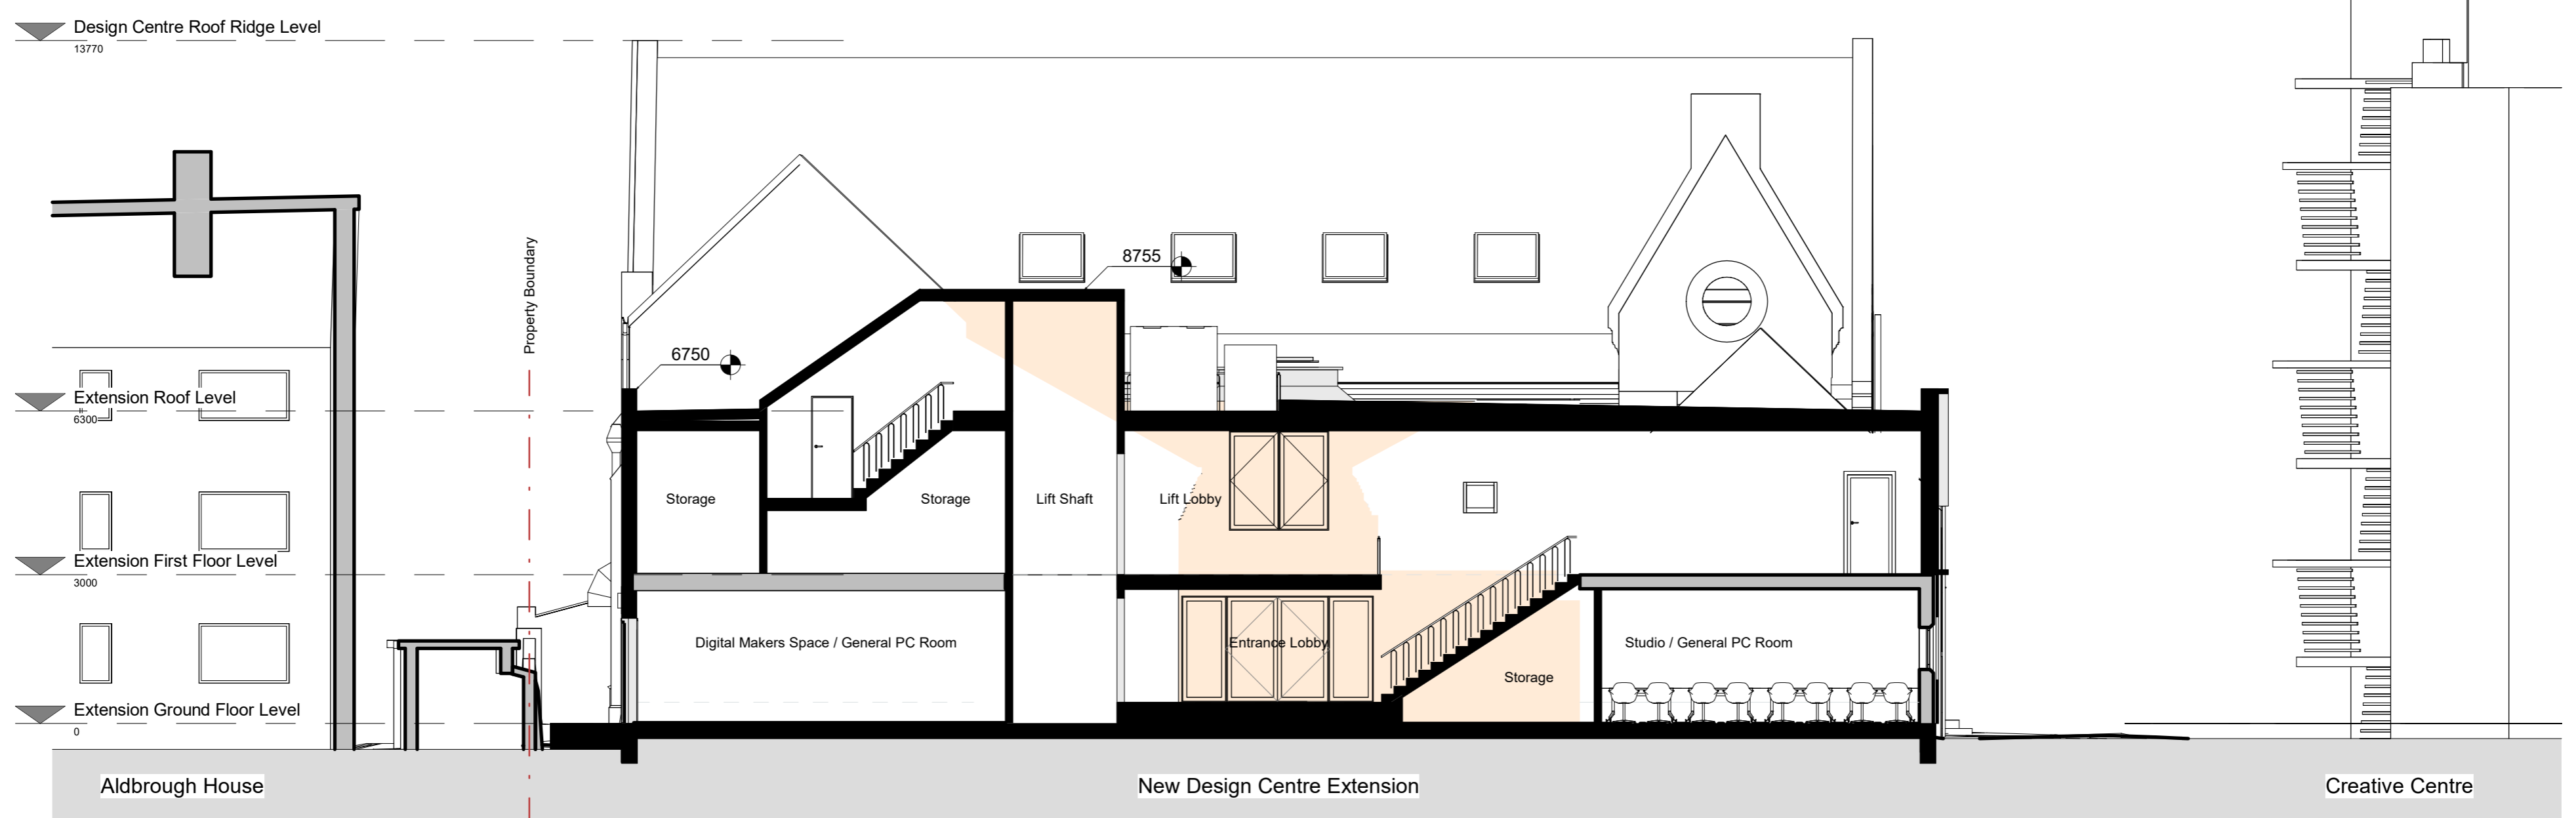 Design Centre Roof Ridge Level
13770
Property Boundary
8755
6750
Extension Roof Level
6300
Storage
Storage
Lift Shaft
Lift Lobby
Extension First Floor Level
3000
Digital Makers Space / General PC Room
Entrance Lobby
Studio / General PC Room
Storage
Extension Ground Floor Level
0
Aldbrough House
New Design Centre Extension
Creative Centre